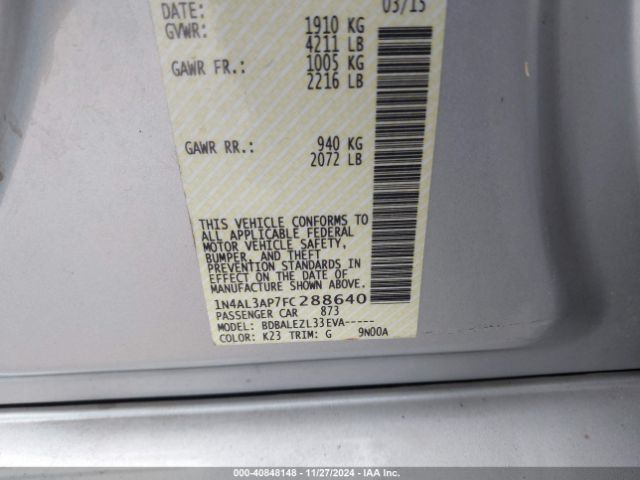 DATE: 03/15
GVWR: 1910 KG
4211 LB
GAWR FR.: 1005 KG
2216 LB
GAWR RR.: 940 KG
2072 LB
THIS VEHICLE CONFORMS TO
ALL APPLICABLE FEDERAL
MOTOR VEHICLE SAFETY,
BUMPER, AND THEFT
PREVENTION STANDARDS IN
EFFECT ON THE DATE OF
MANUFACTURE SHOWN ABOVE.
1N4AL3AP7FC288640
PASSENGER CAR 873
MODEL: BDBALEZL33EVA-----
COLOR: K23 TRIM: G 9N00A
000-40848148 - 11/27/2024 - IAA Inc.